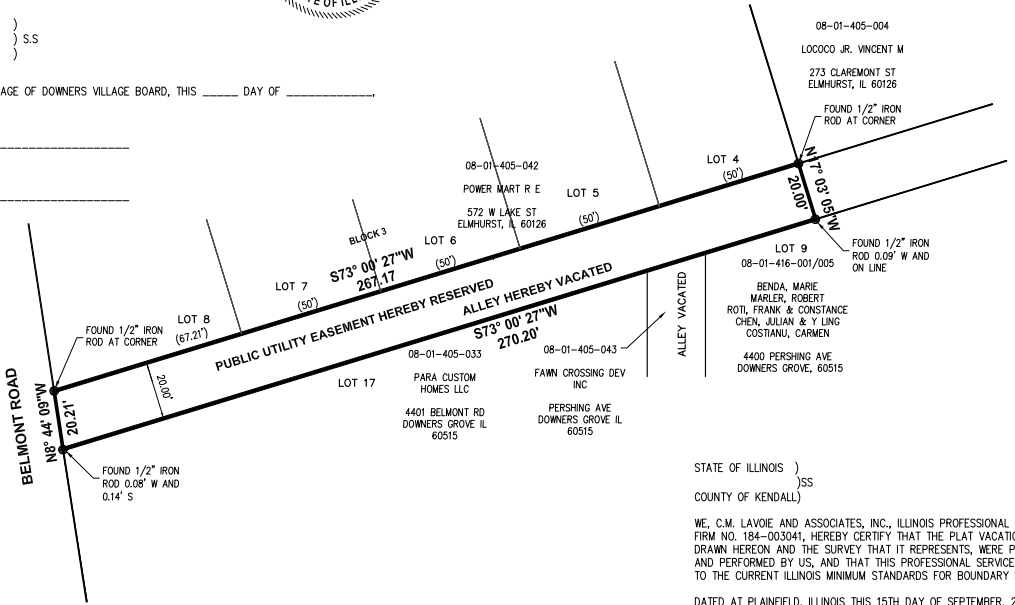 )
) S.S
)
AGE OF DOWNERS VILLAGE BOARD, THIS _____ DAY OF ____________,
08-01-405-004
LOCOCO JR. VINCENT M
273 CLAREMONT ST
ELMHURST, IL 60126
FOUND 1/2" IRON
ROD AT CORNER
N17° 03' 05"W
20.00'
LOT 4
(50')
08-01-405-042
POWER MART R E
572 W LAKE ST
ELMHURST, IL 60126
LOT 5
(50')
BLOCK 3
LOT 6
(50')
S73° 00' 27"W
267.17
LOT 7
(50')
LOT 8
(67.21')
FOUND 1/2" IRON
ROD AT CORNER
PUBLIC UTILITY EASEMENT HEREBY RESERVED
ALLEY HEREBY VACATED
S73° 00' 27"W
270.20'
20.00'
BELMONT ROAD
N8° 44' 09"W
20.21'
FOUND 1/2" IRON
ROD 0.08' W AND
0.14' S
LOT 17
08-01-405-033
PARA CUSTOM
HOMES LLC
4401 BELMONT RD
DOWNERS GROVE IL
60515
08-01-405-043
FAWN CROSSING DEV
INC
PERSHING AVE
DOWNERS GROVE IL
60515
ALLEY VACATED
LOT 9
08-01-416-001/005
BENDA, MARIE
MARLER, ROBERT
ROTI, FRANK & CONSTANCE
CHEN, JULIAN & Y LING
COSTIANU, CARMEN
4400 PERSHING AVE
DOWNERS GROVE, 60515
FOUND 1/2" IRON
ROD 0.09' W AND
ON LINE
STATE OF ILLINOIS )
)SS
COUNTY OF KENDALL)
WE, C.M. LAVOIE AND ASSOCIATES, INC., ILLINOIS PROFESSIONAL
FIRM NO. 184-003041, HEREBY CERTIFY THAT THE PLAT VACATIO
DRAWN HEREON AND THE SURVEY THAT IT REPRESENTS, WERE P
AND PERFORMED BY US, AND THAT THIS PROFESSIONAL SERVICE
TO THE CURRENT ILLINOIS MINIMUM STANDARDS FOR BOUNDARY
DATED AT PLAINFIELD, ILLINOIS THIS 15TH DAY OF SEPTEMBER, 2